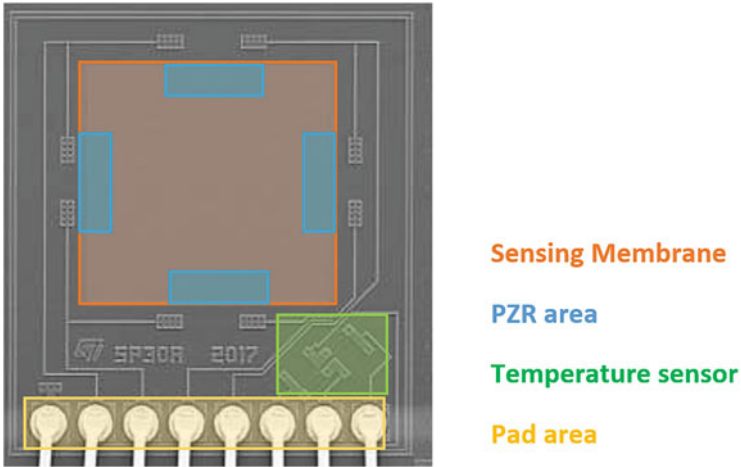 SP30A 2017
Sensing Membrane
PZR area
Temperature sensor
Pad area